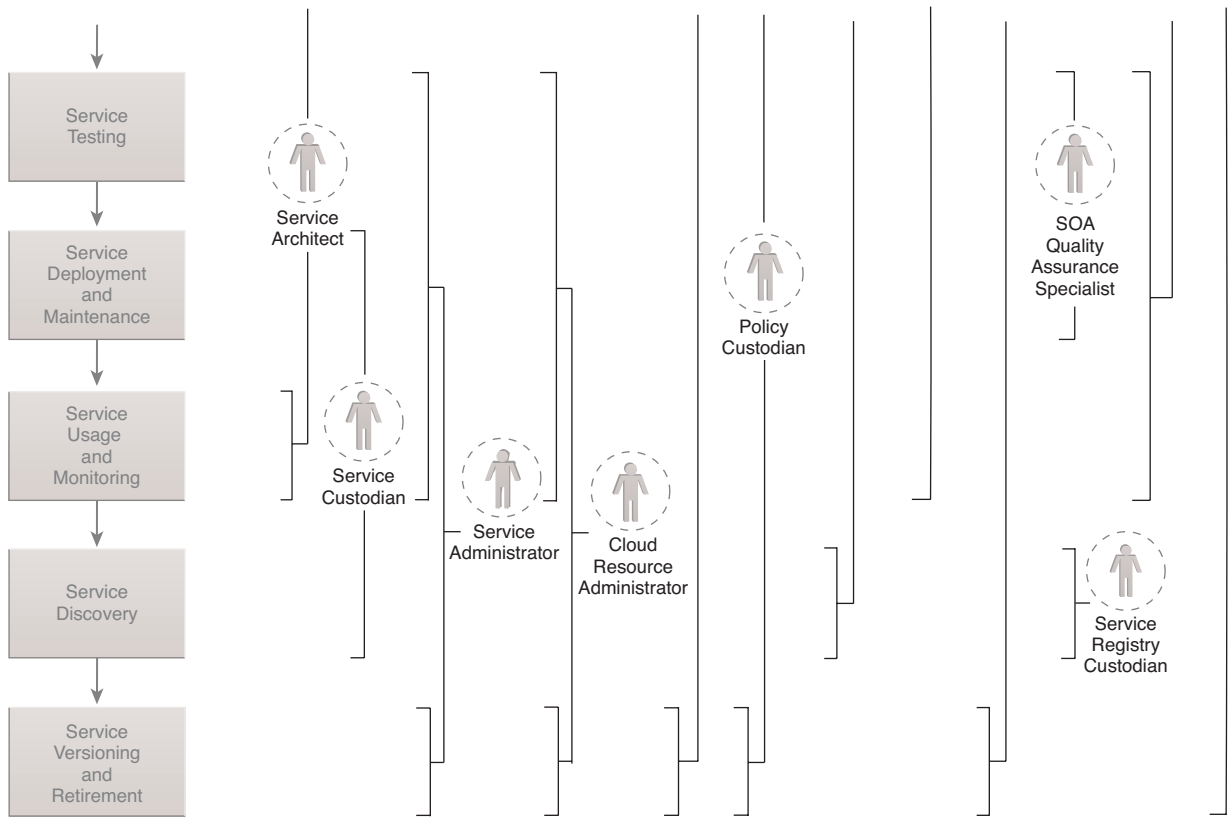 Service
Testing
Service
Deployment
and
Maintenance
Service
Usage
and
Monitoring
Service
Discovery
Service
Versioning
and
Retirement
Service
Architect
Service
Custodian
Service
Administrator
Cloud
Resource
Administrator
Policy
Custodian
SOA
Quality
Assurance
Specialist
Service
Registry
Custodian